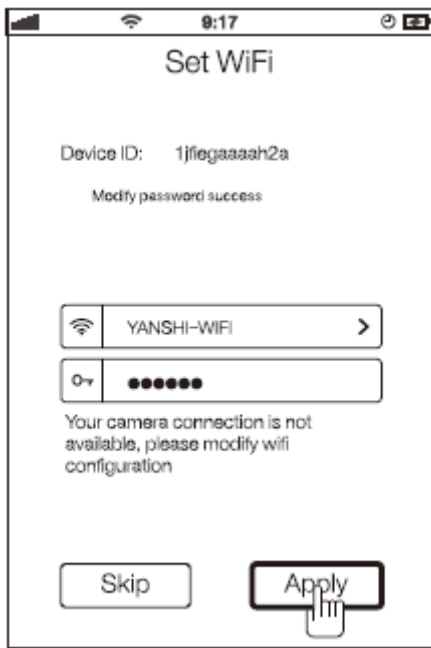 9:17
Set WiFi
Device ID: 1jfiegaaaah2a
Modify password success
YANSHI-WIFI
●●●●●●
Your camera connection is not
available, please modify wifi
configuration
Skip
Apply